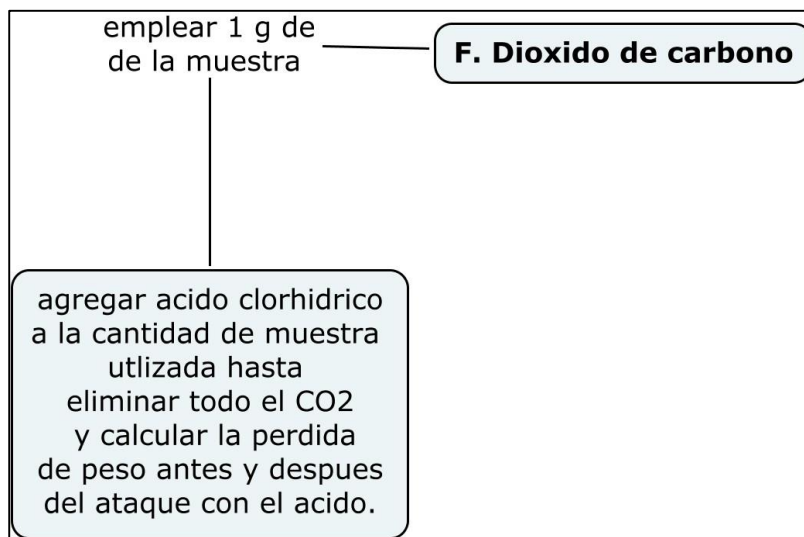 emplear 1 g de
de la muestra
F. Dioxido de carbono
agregar acido clorhidrico
a la cantidad de muestra
utlizada hasta
eliminar todo el CO2
y calcular la perdida
de peso antes y despues
del ataque con el acido.